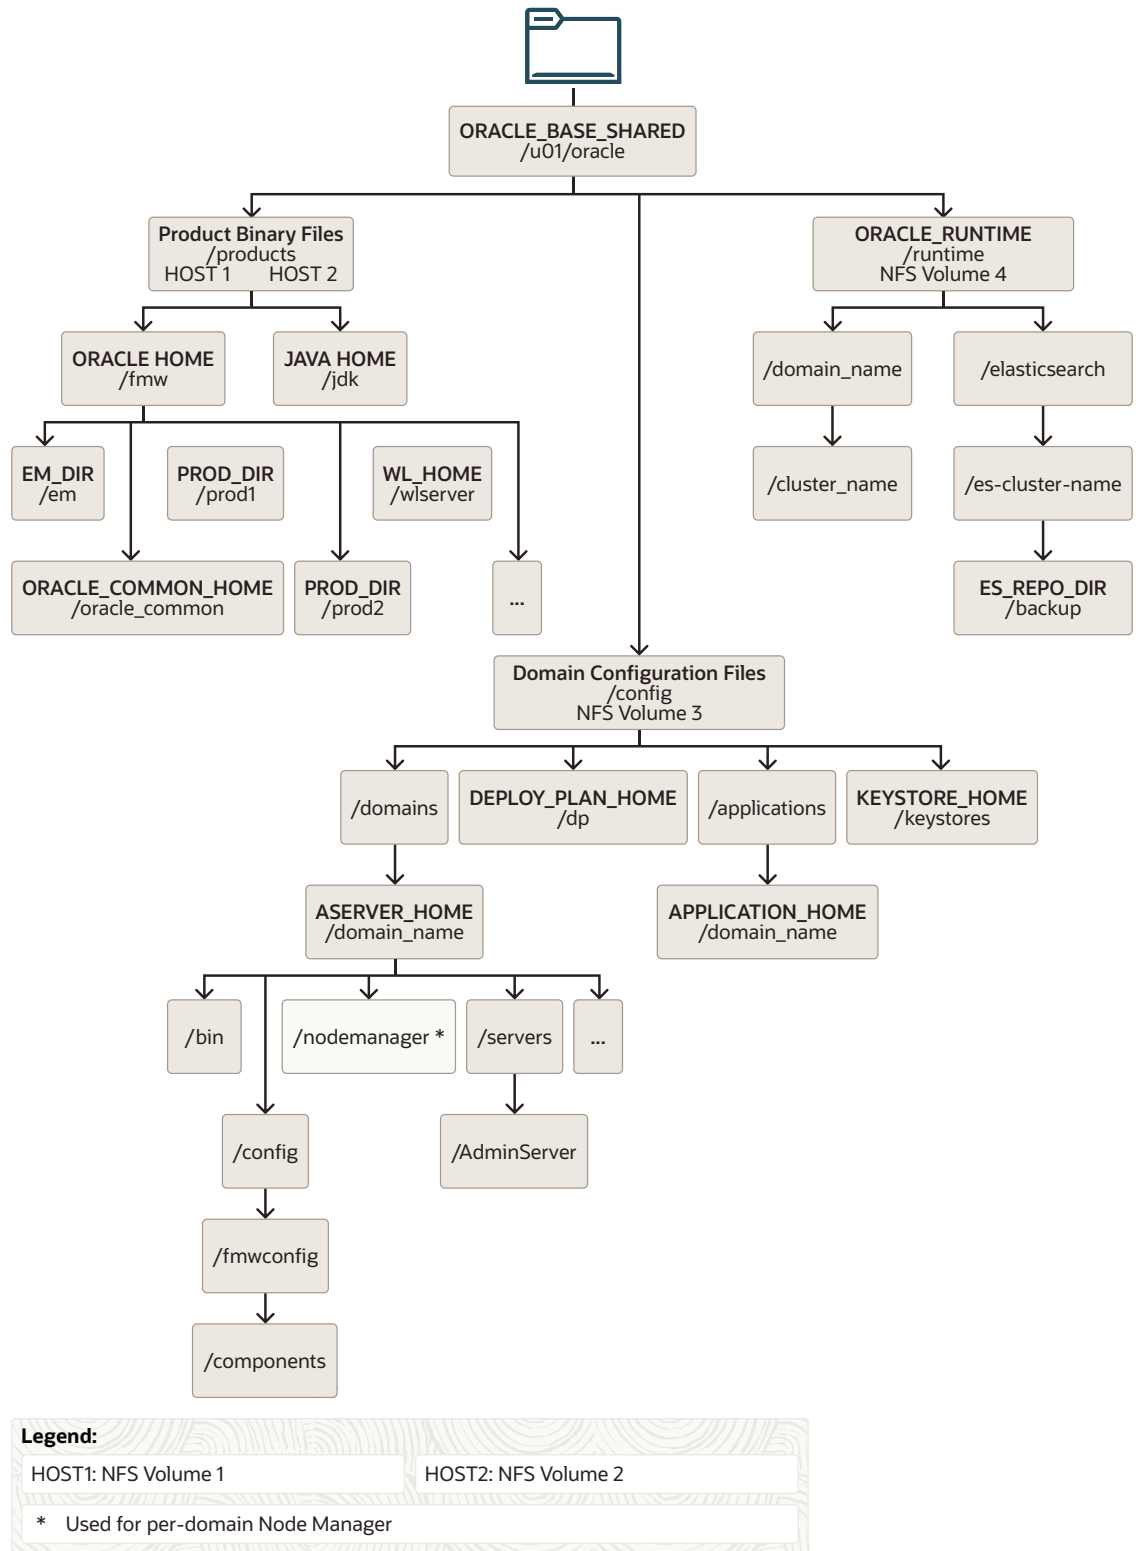 ORACLE_BASE_SHARED
/u01/oracle
Product Binary Files
/products
HOST 1 HOST 2
ORACLE_RUNTIME
/runtime
NFS Volume 4
ORACLE HOME
/fmw
JAVA HOME
/jdk
/domain_name
/elasticsearch
EM_DIR
/em
PROD_DIR
/prod1
WL_HOME
/wlserver
/cluster_name
/es-cluster-name
ORACLE_COMMON_HOME
/oracle_common
PROD_DIR
/prod2
...
ES_REPO_DIR
/backup
Domain Configuration Files
/config
NFS Volume 3
/domains
DEPLOY_PLAN_HOME
/dp
/applications
KEYSTORE_HOME
/keystores
ASERVER_HOME
/domain_name
APPLICATION_HOME
/domain_name
/bin
/nodemanager *
/servers
...
/config
/AdminServer
/fmwconfig
/components
Legend:
HOST1: NFS Volume 1
HOST2: NFS Volume 2
* Used for per-domain Node Manager